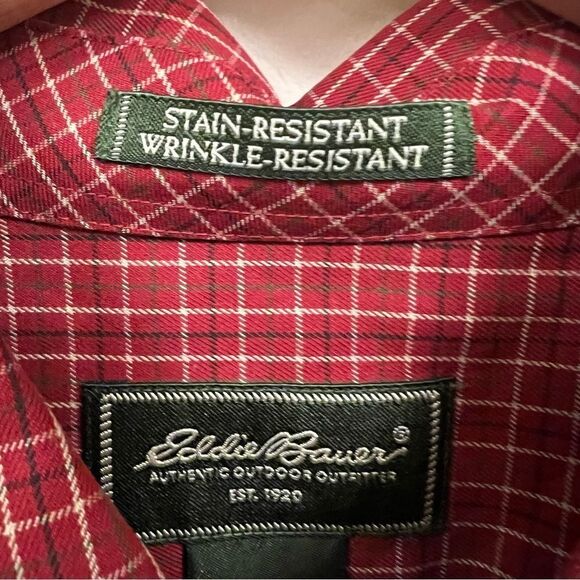 STAIN-RESISTANT
WRINKLE-RESISTANT
Eddie Bauer®
AUTHENTIC OUTDOOR OUTFITTER
EST. 1920